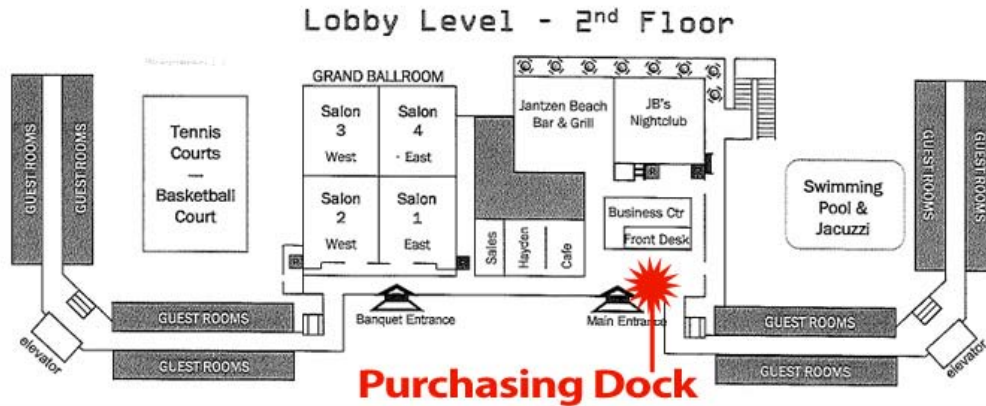 Lobby Level - 2nd Floor
GRAND BALLROOM
Salon
3
West
Salon
4
East
Salon
2
West
Salon
1
East
Tennis
Courts
Basketball
Court
GUEST ROOMS
GUEST ROOMS
Jantzen Beach
Bar & Grill
JB's
Nightclub
Business Ctr
Front Desk
Sales
Hayden
Cafe
Swimming
Pool &
Jacuzzi
GUEST ROOMS
GUEST ROOMS
Banquet Entrance
Main Entrance
GUEST ROOMS
GUEST ROOMS
GUEST ROOMS
GUEST ROOMS
elevator
elevator
Purchasing Dock